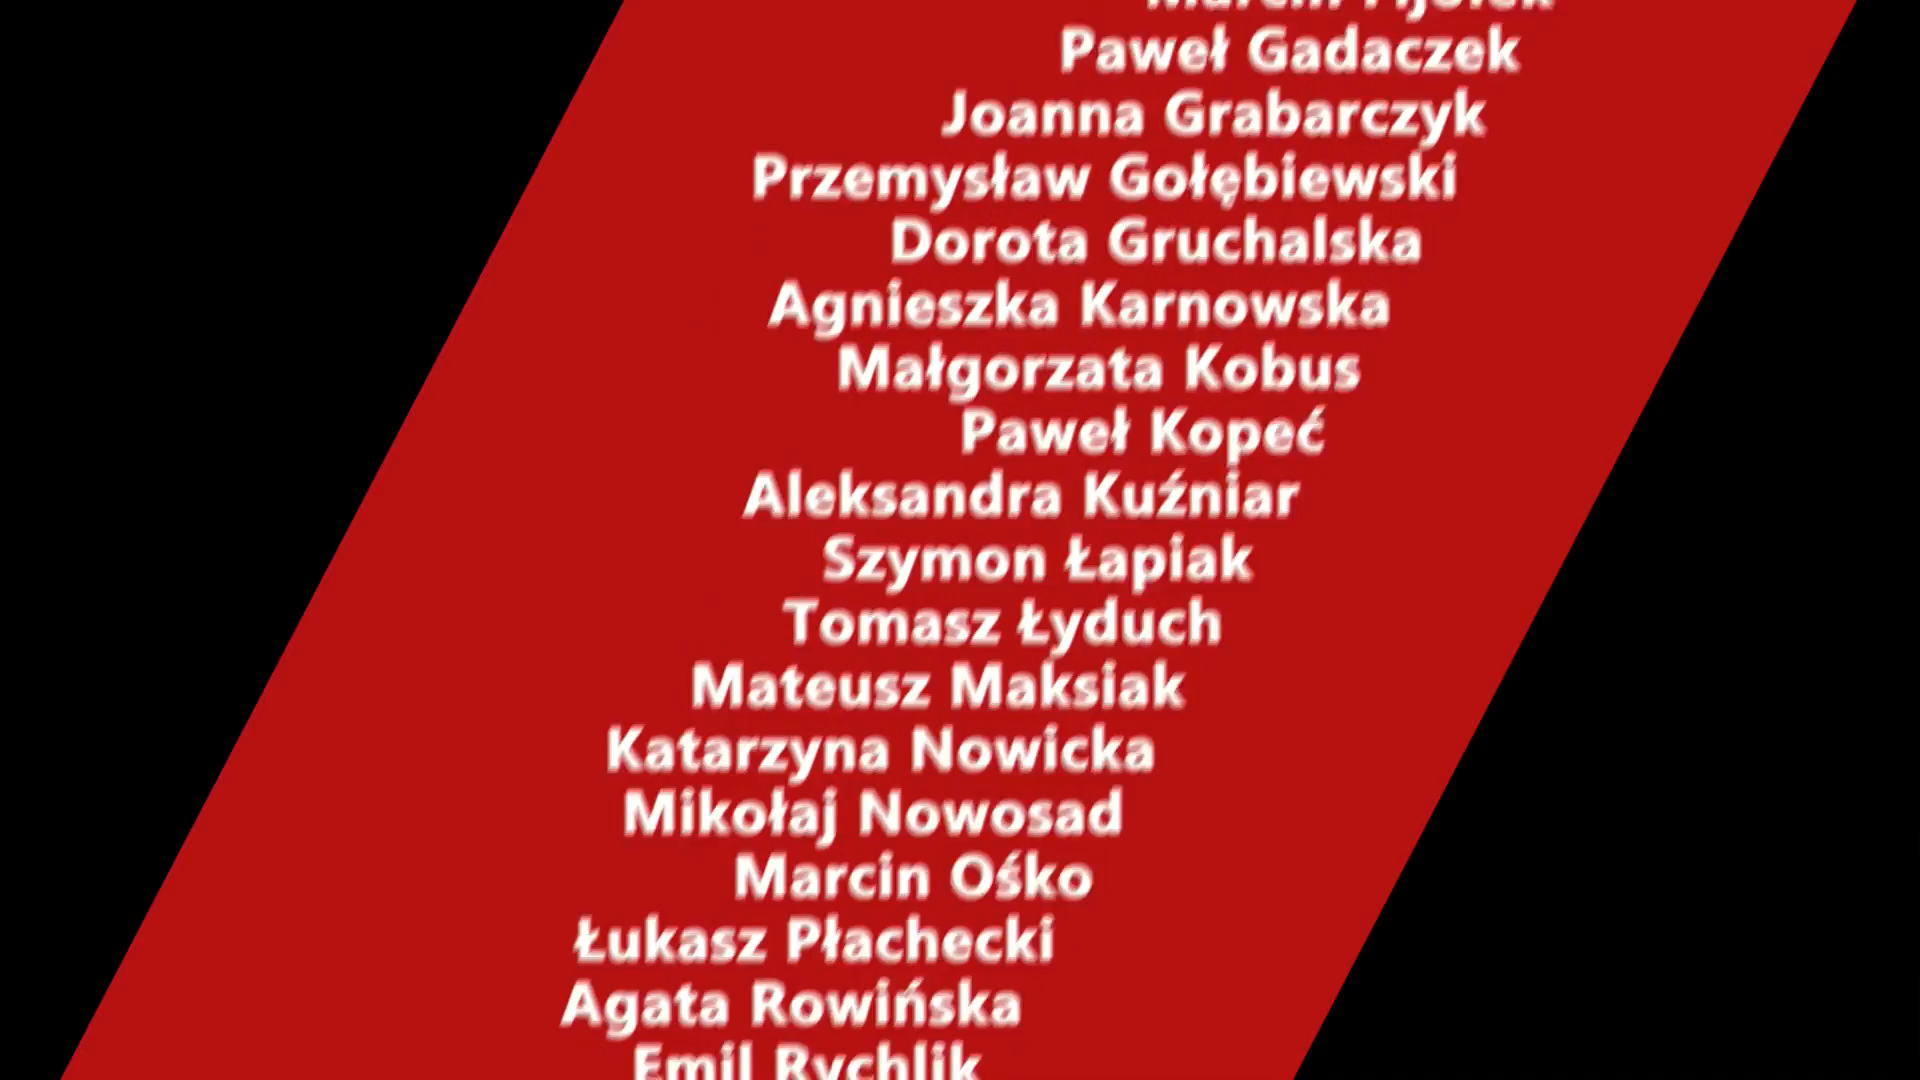 Paweł Gadaczek
Joanna Grabarczyk
Przemysław Gołębiewski
Dorota Gruchalska
Agnieszka Karnowska
Małgorzata Kobus
Paweł Kopeć
Aleksandra Kuźniar
Szymon Łapiak
Tomasz Łyduch
Mateusz Maksiak
Katarzyna Nowicka
Mikołaj Nowosad
Marcin Ośko
Łukasz Płachecki
Agata Rowińska
Emil Rychlik